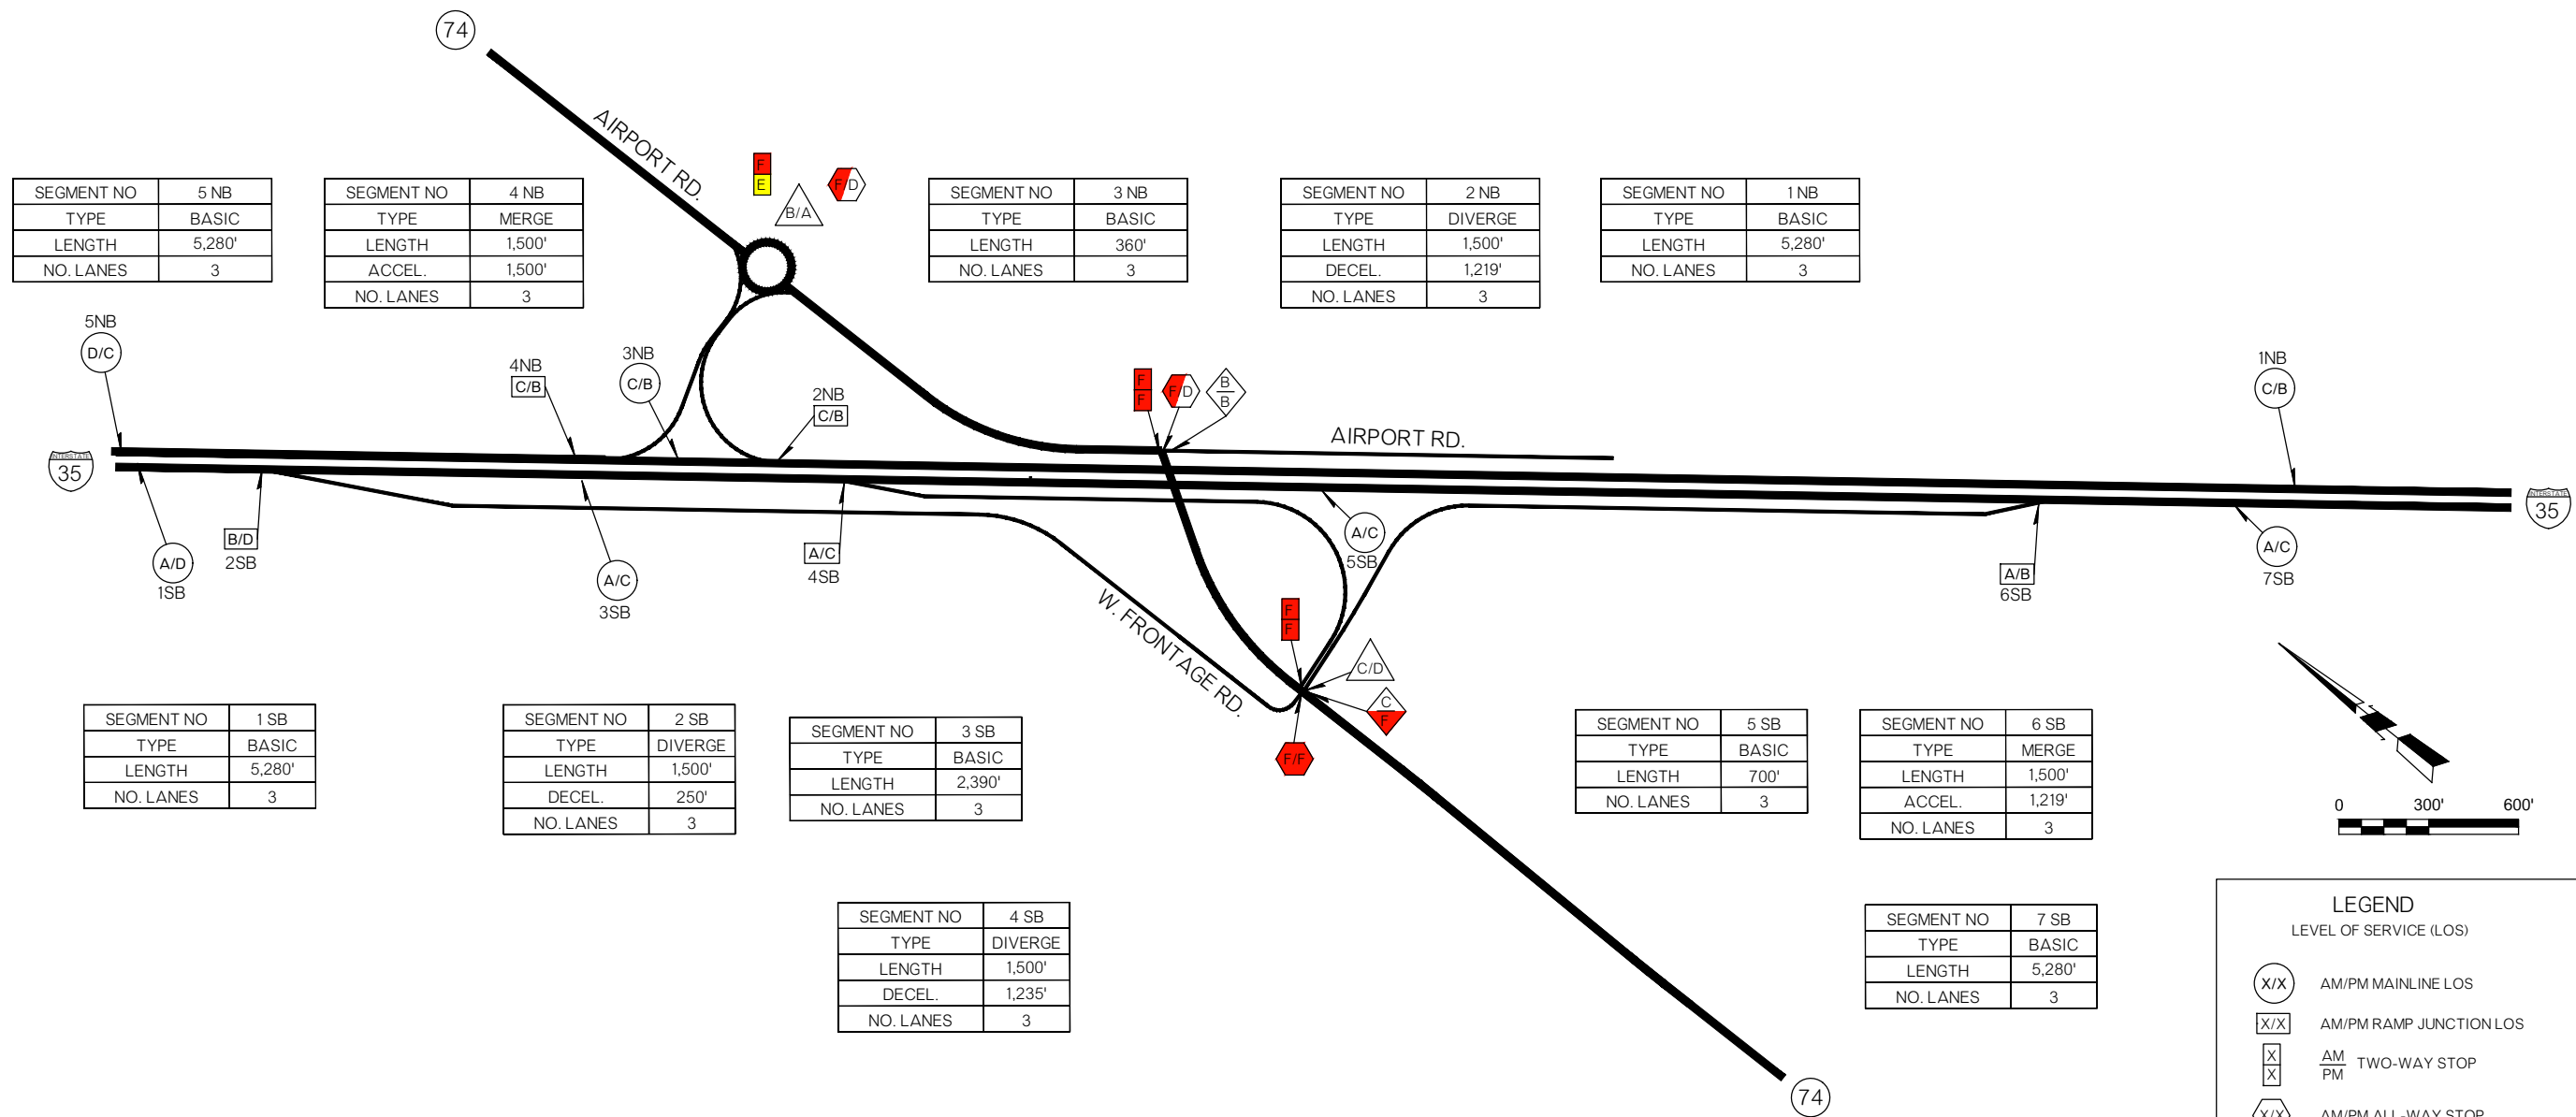 74
AIRPORT RD.
F
E
B/A
F/D
SEGMENT NO 5 NB
TYPE BASIC
LENGTH 5,280'
NO. LANES 3
SEGMENT NO 4 NB
TYPE MERGE
LENGTH 1,500'
ACCEL. 1,500'
NO. LANES 3
SEGMENT NO 3 NB
TYPE BASIC
LENGTH 360'
NO. LANES 3
SEGMENT NO 2 NB
TYPE DIVERGE
LENGTH 1,500'
DECEL. 1,219'
NO. LANES 3
SEGMENT NO 1 NB
TYPE BASIC
LENGTH 5,280'
NO. LANES 3
5NB
D/C
4NB
C/B
3NB
C/B
2NB
C/B
F
F
F/D
B
B
1NB
C/B
AIRPORT RD.
INTERSTATE
35
INTERSTATE
35
A/D
1SB
B/D
2SB
A/C
3SB
A/C
4SB
A/C
5SB
A/B
6SB
A/C
7SB
W. FRONTAGE RD.
F
F
C/D
C
F
F/F
SEGMENT NO 1 SB
TYPE BASIC
LENGTH 5,280'
NO. LANES 3
SEGMENT NO 2 SB
TYPE DIVERGE
LENGTH 1,500'
DECEL. 250'
NO. LANES 3
SEGMENT NO 3 SB
TYPE BASIC
LENGTH 2,390'
NO. LANES 3
SEGMENT NO 5 SB
TYPE BASIC
LENGTH 700'
NO. LANES 3
SEGMENT NO 6 SB
TYPE MERGE
LENGTH 1,500'
ACCEL. 1,219'
NO. LANES 3
0 300' 600'
SEGMENT NO 4 SB
TYPE DIVERGE
LENGTH 1,500'
DECEL. 1,235'
NO. LANES 3
SEGMENT NO 7 SB
TYPE BASIC
LENGTH 5,280'
NO. LANES 3
74
LEGEND
LEVEL OF SERVICE (LOS)
X/X AM/PM MAINLINE LOS
X/X AM/PM RAMP JUNCTION LOS
X
X
AM
PM
TWO-WAY STOP
X/X AM/PM ALL-WAY STOP